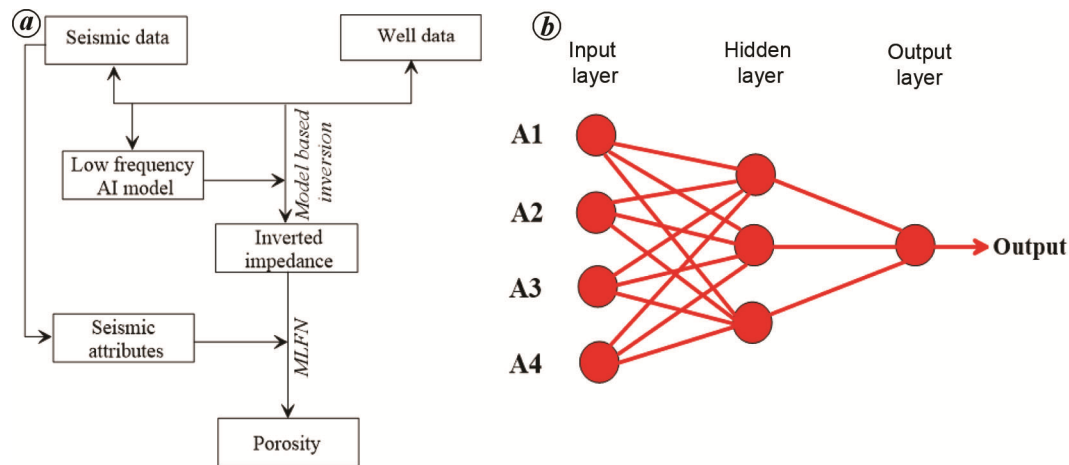 a
Seismic data
Well data
Low frequency
AI model
Model based
inversion
Inverted
impedance
Seismic
attributes
MLFN
Porosity
b
Input
layer
Hidden
layer
Output
layer
A1
A2
A3
A4
Output